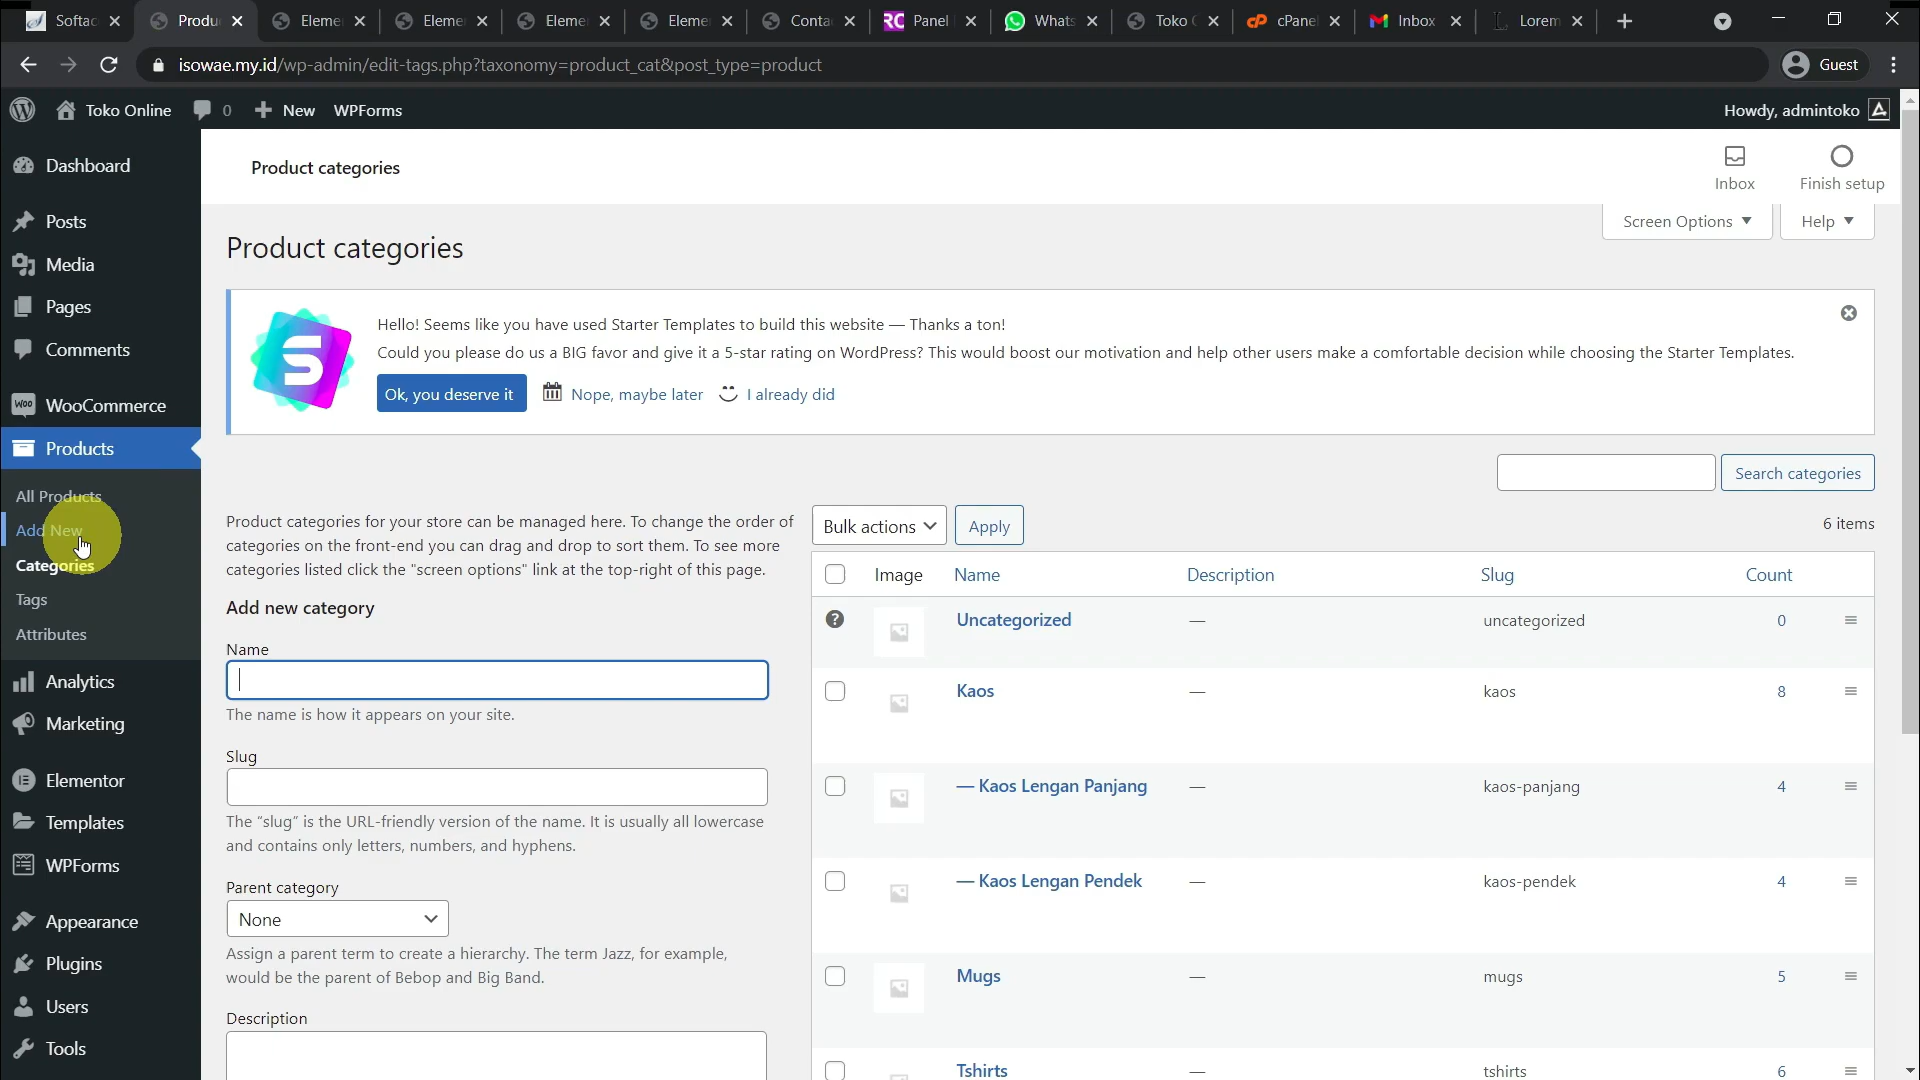 Softac
Produ
Eleme
Eleme
Eleme
Eleme
Conta
RC Panel
Whats
Toko
cPane
Inbox
Lorem
isowae.my.id/wp-admin/edit-tags.php?taxonomy=product_cat&post_type=product
Guest
Toko Online
0
New
WPForms
Howdy, admintoko
Dashboard
Posts
Media
Pages
Comments
WooCommerce
Products
All Products
Add New
Categories
Tags
Attributes
Analytics
Marketing
Elementor
Templates
WPForms
Appearance
Plugins
Users
Tools
Product categories
Inbox
Finish setup
Screen Options
Help
Product categories
Hello! Seems like you have used Starter Templates to build this website — Thanks a ton!
Could you please do us a BIG favor and give it a 5-star rating on WordPress? This would boost our motivation and help other users make a comfortable decision while choosing the Starter Templates.
Ok, you deserve it
Nope, maybe later
I already did
Search categories
Product categories for your store can be managed here. To change the order of
categories on the front-end you can drag and drop to sort them. To see more
categories listed click the "screen options" link at the top-right of this page.
Add new category
Name
The name is how it appears on your site.
Slug
The “slug” is the URL-friendly version of the name. It is usually all lowercase
and contains only letters, numbers, and hyphens.
Parent category
None
Assign a parent term to create a hierarchy. The term Jazz, for example,
would be the parent of Bebop and Big Band.
Description
Bulk actions
Apply
6 items
Image Name Description Slug Count
Uncategorized — uncategorized 0
Kaos — kaos 8
— Kaos Lengan Panjang — kaos-panjang 4
— Kaos Lengan Pendek — kaos-pendek 4
Mugs — mugs 5
Tshirts — tshirts 6